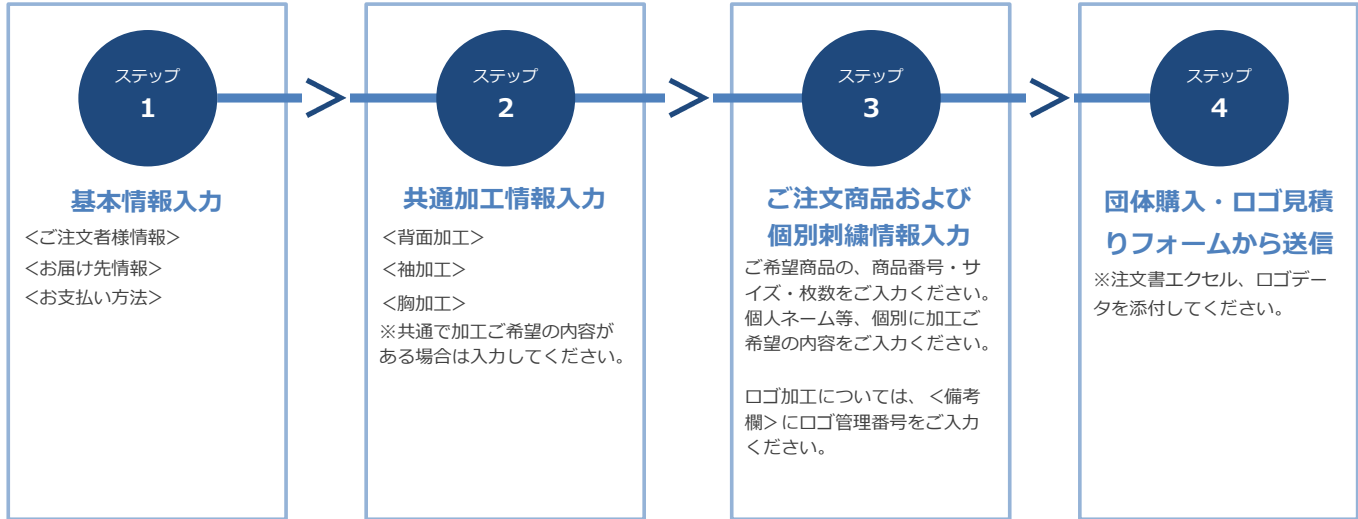 ステップ
1
基本情報入力
<ご注文者様情報>
<お届け先情報>
<お支払い方法>
ステップ
2
共通加工情報入力
<背面加工>
<袖加工>
<胸加工>
※共通で加工ご希望の内容が
ある場合は入力してください。
ステップ
3
ご注文商品および
個別刺繍情報入力
ご希望商品の、商品番号・サ
イズ・枚数をご入力ください。
個人ネーム等、個別に加工ご
希望の内容をご入力ください。
ロゴ加工については、<備考
欄>にロゴ管理番号をご入力
ください。
ステップ
4
団体購入・ロゴ見積
りフォームから送信
※注文書エクセル、ロゴデー
タを添付してください。